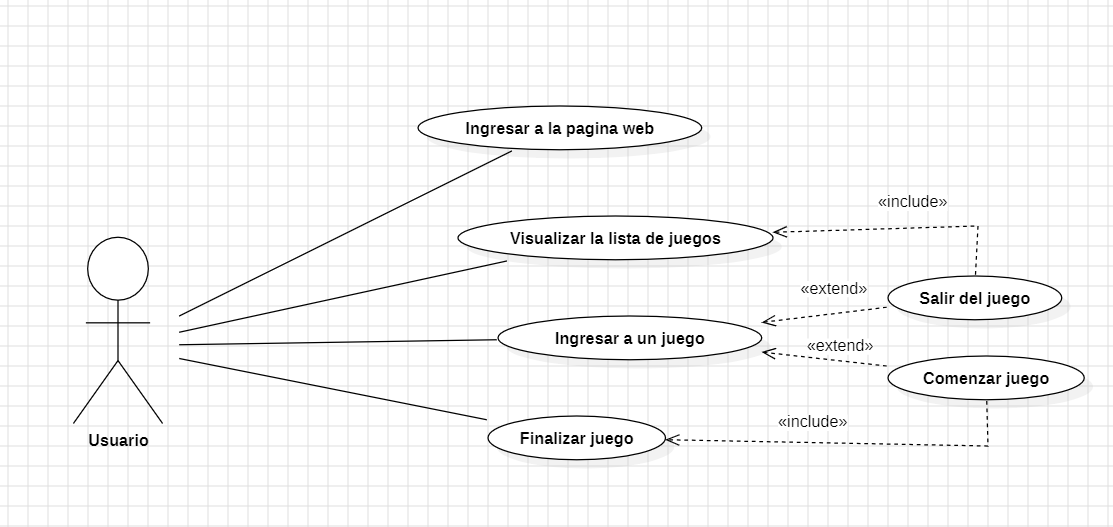 Ingresar a la pagina web
«include»
Visualizar la lista de juegos
«extend»
Salir del juego
Ingresar a un juego
«extend»
Comenzar juego
«include»
Finalizar juego
Usuario